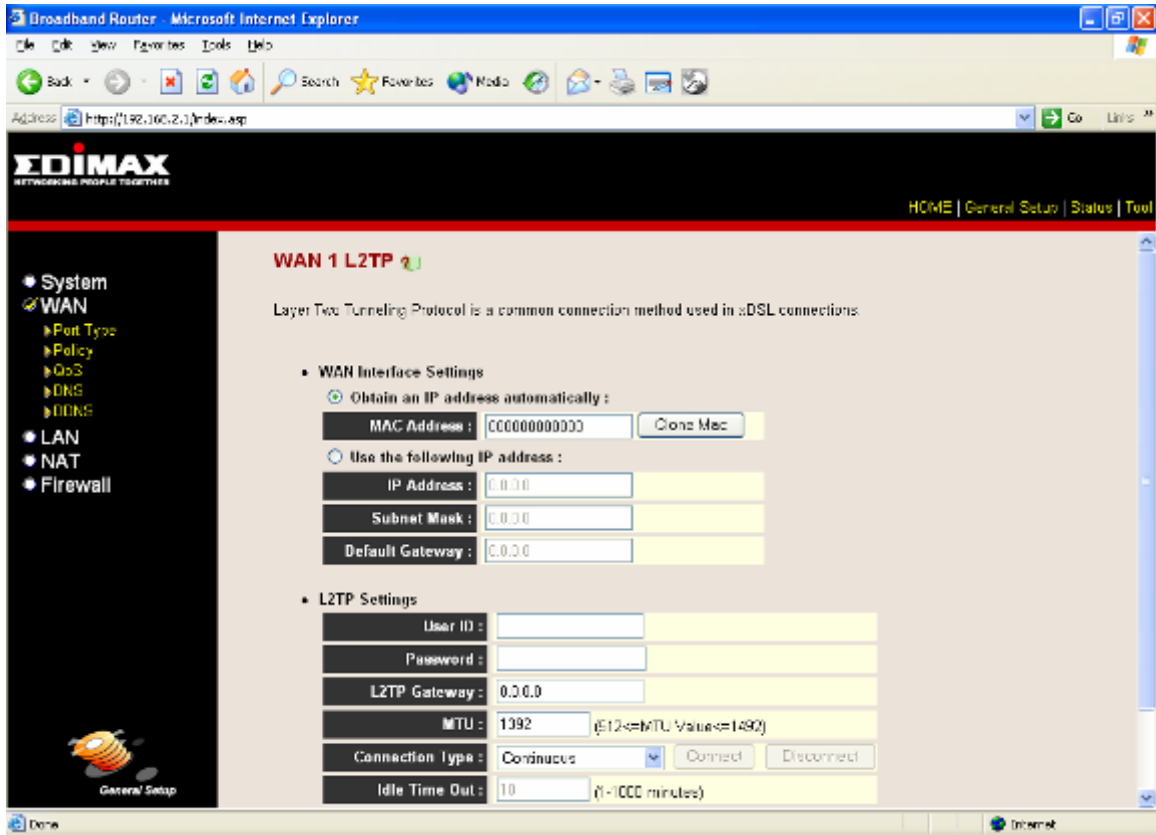 Broadband Router - Microsoft Internet Explorer
File Edit View Favorites Tools Help
Back Search Favorites Media
Address http://192.168.2.1/index.asp Go Links »
EDIMAX
NETWORKING PEOPLE TOGETHER
HOME | General Setup | Status | Tool
System
WAN
Port Type
Policy
QoS
DNS
DDNS
LAN
NAT
Firewall
General Setup
WAN 1 L2TP
Layer Two Tunneling Protocol is a common connection method used in xDSL connections.
• WAN Interface Settings
Obtain an IP address automatically :
MAC Address : 000000000000 Clone Mac
Use the following IP address :
IP Address : 0.0.0.0
Subnet Mask : 0.0.0.0
Default Gateway : 0.0.0.0
• L2TP Settings
User ID :
Password :
L2TP Gateway : 0.0.0.0
MTU : 1392 (512<=MTU Value<=1492)
Connection Type : Continuous Connect Disconnect
Idle Time Out : 10 (1-1000 minutes)
Done Internet